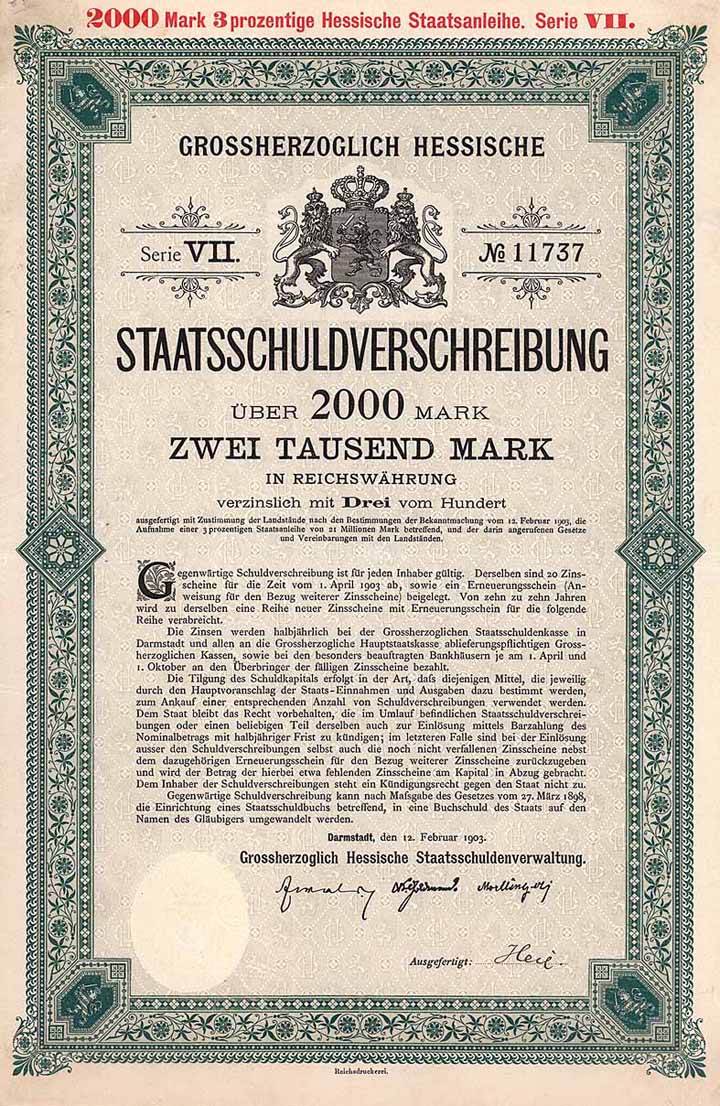 2000 Mark 3 prozentige Hessische Staatsanleihe. Serie VII.
GROSSHERZOGLICH HESSISCHE
Serie VII.
№ 11737
STAATSSCHULDVERSCHREIBUNG
ÜBER 2000 MARK
ZWEI TAUSEND MARK
IN REICHSWÄHRUNG
verzinslich mit Drei vom Hundert
ausgefertigt mit Zustimmung der Landstände nach den Bestimmungen der Bekanntmachung vom 12. Februar 1903, die
Aufnahme einer 3 prozentigen Staatsanleihe von 21 Millionen Mark betreffend, und der darin angerufenen Gesetze
und Vereinbarungen mit den Landständen.
Gegenwärtige Schuldverschreibung ist für jeden Inhaber gültig. Derselben sind 20 Zins-
scheine für die Zeit vom 1. April 1903 ab, sowie ein Erneuerungsschein (An-
weisung für den Bezug weiterer Zinsscheine) beigelegt. Von zehn zu zehn Jahren
wird zu derselben eine Reihe neuer Zinsscheine mit Erneuerungsschein für die folgende
Reihe verabreicht.
Die Zinsen werden halbjährlich bei der Grossherzoglichen Staatsschuldenkasse in
Darmstadt und allen an die Grossherzogliche Hauptstaatskasse ablieferungspflichtigen Gross-
herzoglichen Kassen, sowie bei den besonders beauftragten Bankhäusern je am 1. April und
1. Oktober an den Überbringer der fälligen Zinsscheine bezahlt.
Die Tilgung des Schuldkapitals erfolgt in der Art, daſs diejenigen Mittel, die jeweilig
durch den Hauptvoranschlag der Staats-Einnahmen und Ausgaben dazu bestimmt werden,
zum Ankauf einer entsprechenden Anzahl von Schuldverschreibungen verwendet werden.
Dem Staat bleibt das Recht vorbehalten, die im Umlauf befindlichen Staatsschuldverschrei-
bungen oder einen beliebigen Teil derselben auch zur Einlösung mittels Barzahlung des
Nominalbetrags mit halbjähriger Frist zu kündigen; im letzteren Falle sind bei der Einlösung
ausser den Schuldverschreibungen selbst auch die noch nicht verfallenen Zinsscheine nebst
dem dazugehörigen Erneuerungsschein für den Bezug weiterer Zinsscheine zurückzugeben
und wird der Betrag der hierbei etwa fehlenden Zinsscheine am Kapital in Abzug gebracht.
Dem Inhaber der Schuldverschreibungen steht ein Kündigungsrecht gegen den Staat nicht zu.
Gegenwärtige Schuldverschreibung kann nach Maſsgabe des Gesetzes vom 27. März 1898,
die Einrichtung eines Staatsschuldbuchs betreffend, in eine Buchschuld des Staats auf den
Namen des Gläubigers umgewandelt werden.
Darmstadt, den 12. Februar 1903.
Grossherzoglich Hessische Staatsschuldenverwaltung.
Ausgefertigt:
Reichsdruckerei.